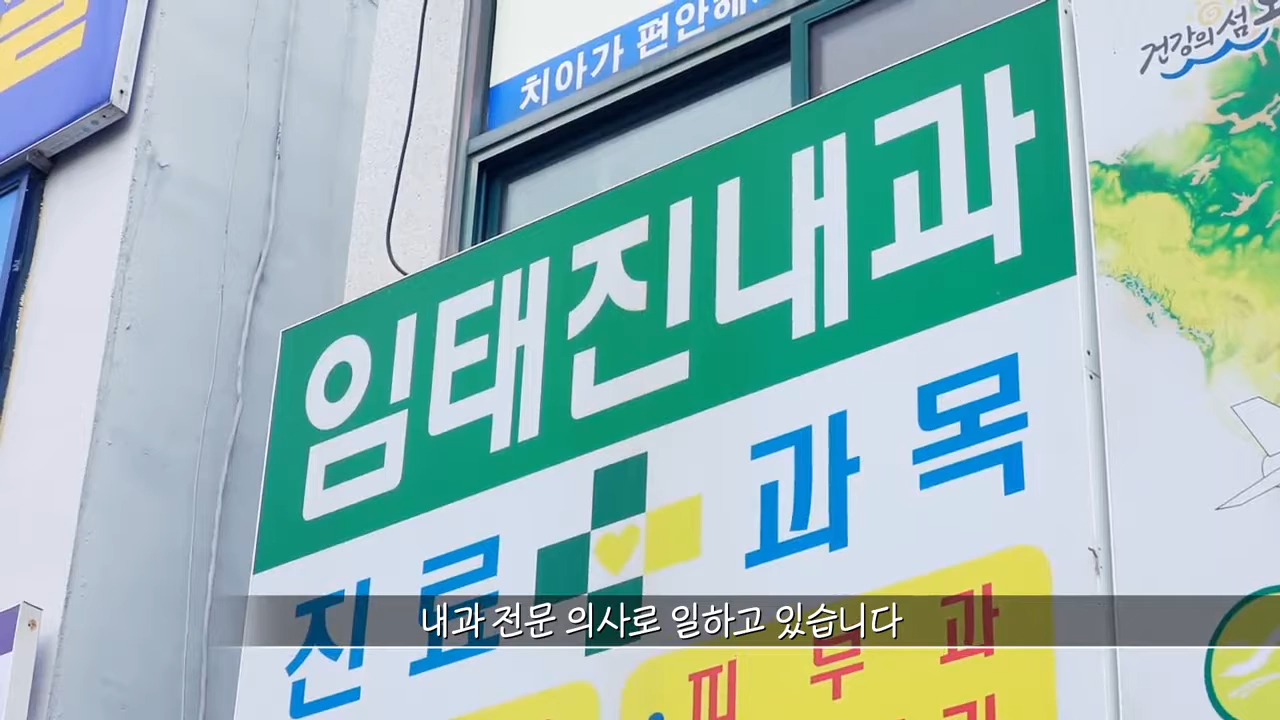 치아가 편안해
건강의 섬
임태진내과
진료과목
피부과
내과 전문 의사로 일하고 있습니다